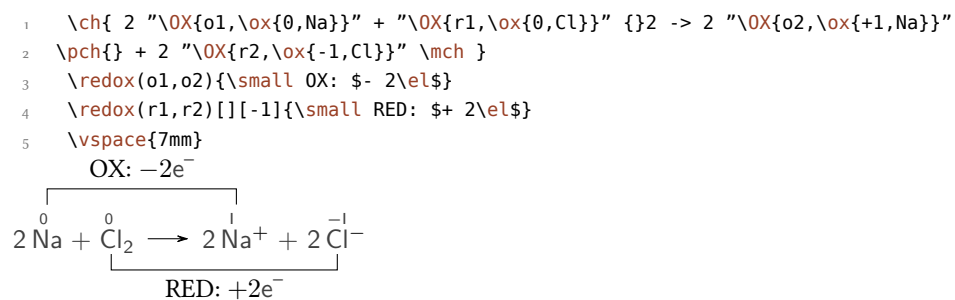 1 \ch{ 2 "\OX{o1,\ox{0,Na}}" + "\OX{r1,\ox{0,Cl}}" {}2 -> 2 "\OX{o2,\ox{+1,Na}}"
2 \pch{} + 2 "\OX{r2,\ox{-1,Cl}}" \mch }
3 \redox(o1,o2){\small OX: $- 2\el$}
4 \redox(r1,r2)[][-1]{\small RED: $+ 2\el$}
5 \vspace{7mm}
OX: −2e⁻
0 0 I −I
2 Na + Cl₂ ⟶ 2 Na⁺ + 2 Cl⁻
RED: +2e⁻